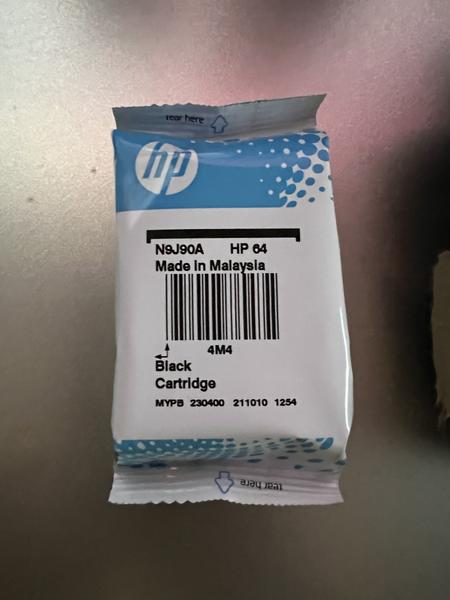 Tear here
hp
N9J90A HP 64
Made in Malaysia
4M4
Black
Cartridge
MYPB 230400 211010 1254
tear here